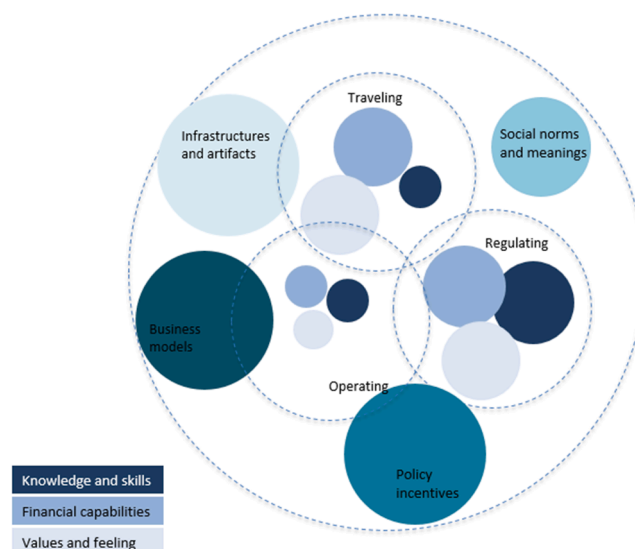 Traveling
Infrastructures
and artifacts
Social norms
and meanings
Regulating
Business
models
Operating
Policy
incentives
Knowledge and skills
Financial capabilities
Values and feeling